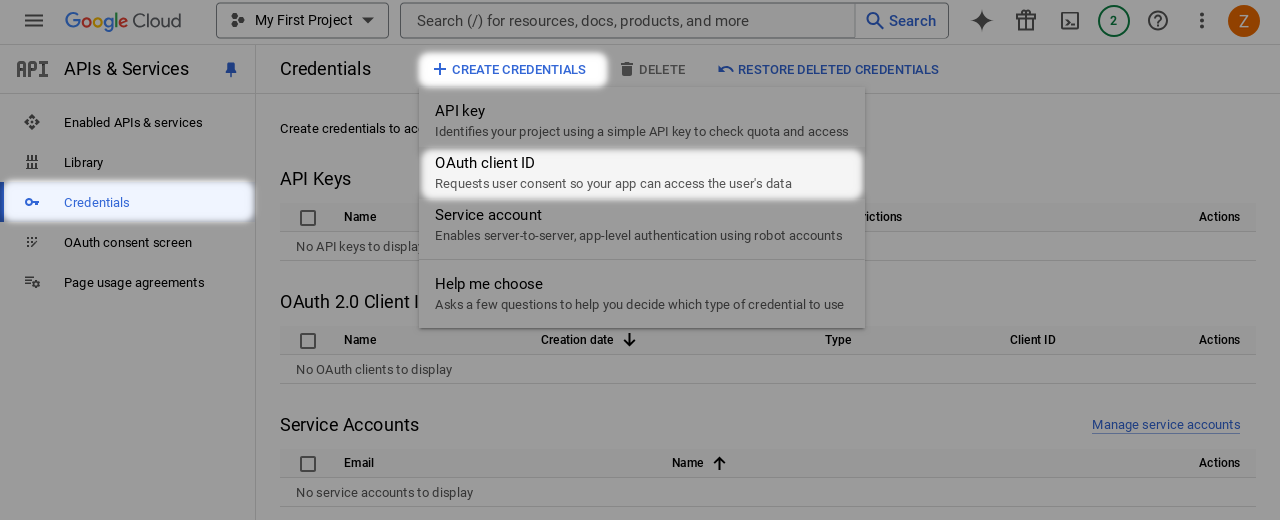 Google Cloud
My First Project
Search (/) for resources, docs, products, and more
Search
2
Z
API
APIs & Services
Credentials
CREATE CREDENTIALS
DELETE
RESTORE DELETED CREDENTIALS
Enabled APIs & services
Library
Credentials
OAuth consent screen
Page usage agreements
Create credentials to acc
API key
Identifies your project using a simple API key to check quota and access
OAuth client ID
Requests user consent so your app can access the user's data
Service account
Enables server-to-server, app-level authentication using robot accounts
Help me choose
Asks a few questions to help you decide which type of credential to use
API Keys
Name
rictions
Actions
No API keys to display
OAuth 2.0 Client I
Name
Creation date
Type
Client ID
Actions
No OAuth clients to display
Service Accounts
Manage service accounts
Email
Name
Actions
No service accounts to display